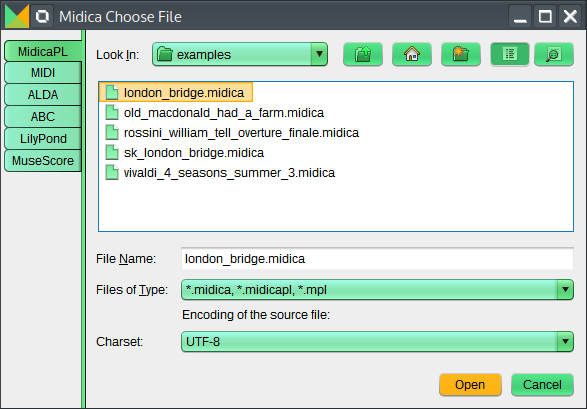 Midica Choose File
MidicaPL
MIDI
ALDA
ABC
LilyPond
MuseScore
Look In: examples
london_bridge.midica
old_macdonald_had_a_farm.midica
rossini_william_tell_overture_finale.midica
sk_london_bridge.midica
vivaldi_4_seasons_summer_3.midica
File Name: london_bridge.midica
Files of Type: *.midica, *.midicapl, *.mpl
Encoding of the source file:
Charset: UTF-8
Open Cancel